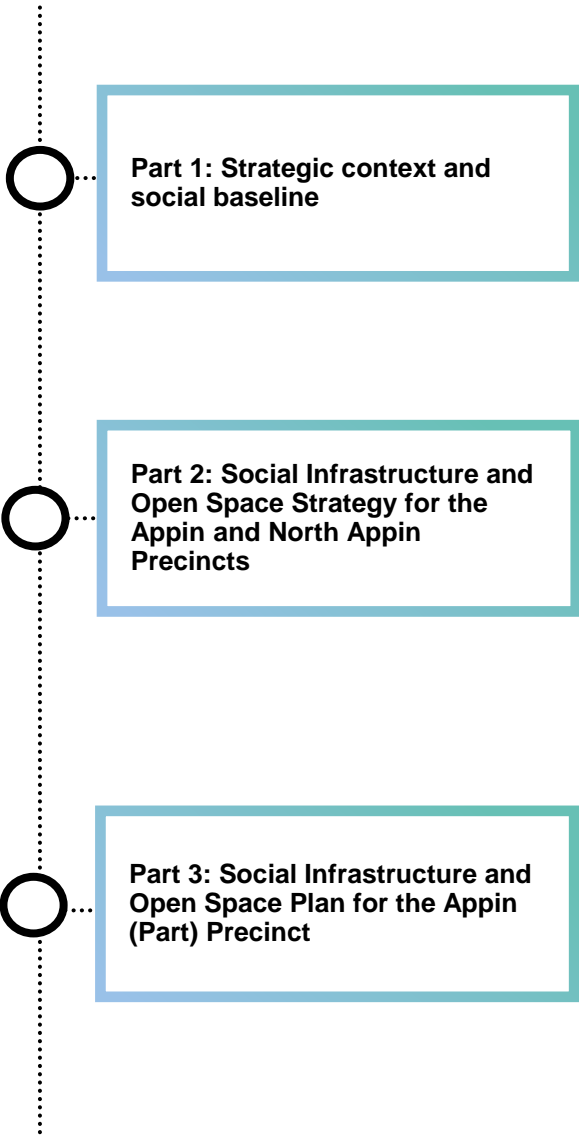 Part 1: Strategic context and
social baseline
Part 2: Social Infrastructure and
Open Space Strategy for the
Appin and North Appin
Precincts
Part 3: Social Infrastructure and
Open Space Plan for the Appin
(Part) Precinct